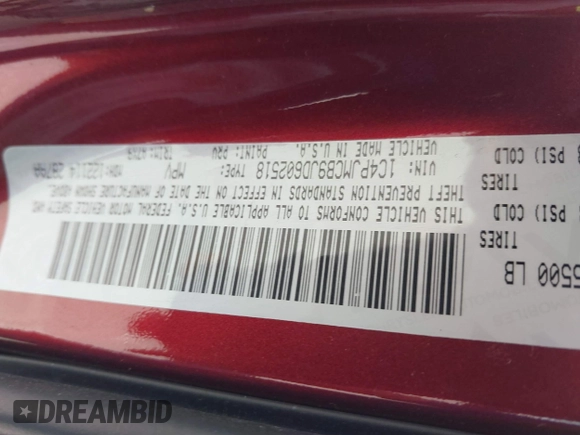 5500 LB
TIRES
PSI) COLD
TIRES
PSI) COLD
THIS VEHICLE CONFORMS TO ALL APPLICABLE U.S.A. FEDERAL MOTOR VEHICLE SAFETY AND
THEFT PREVENTION STANDARDS IN EFFECT ON THE DATE OF MANUFACTURE SHOWN ABOVE.
VIN: 1C4PJMCB9JD602518 TYPE: MPV
VEHICLE MADE IN U.S.A. PAINT: PRV
DREAMBID